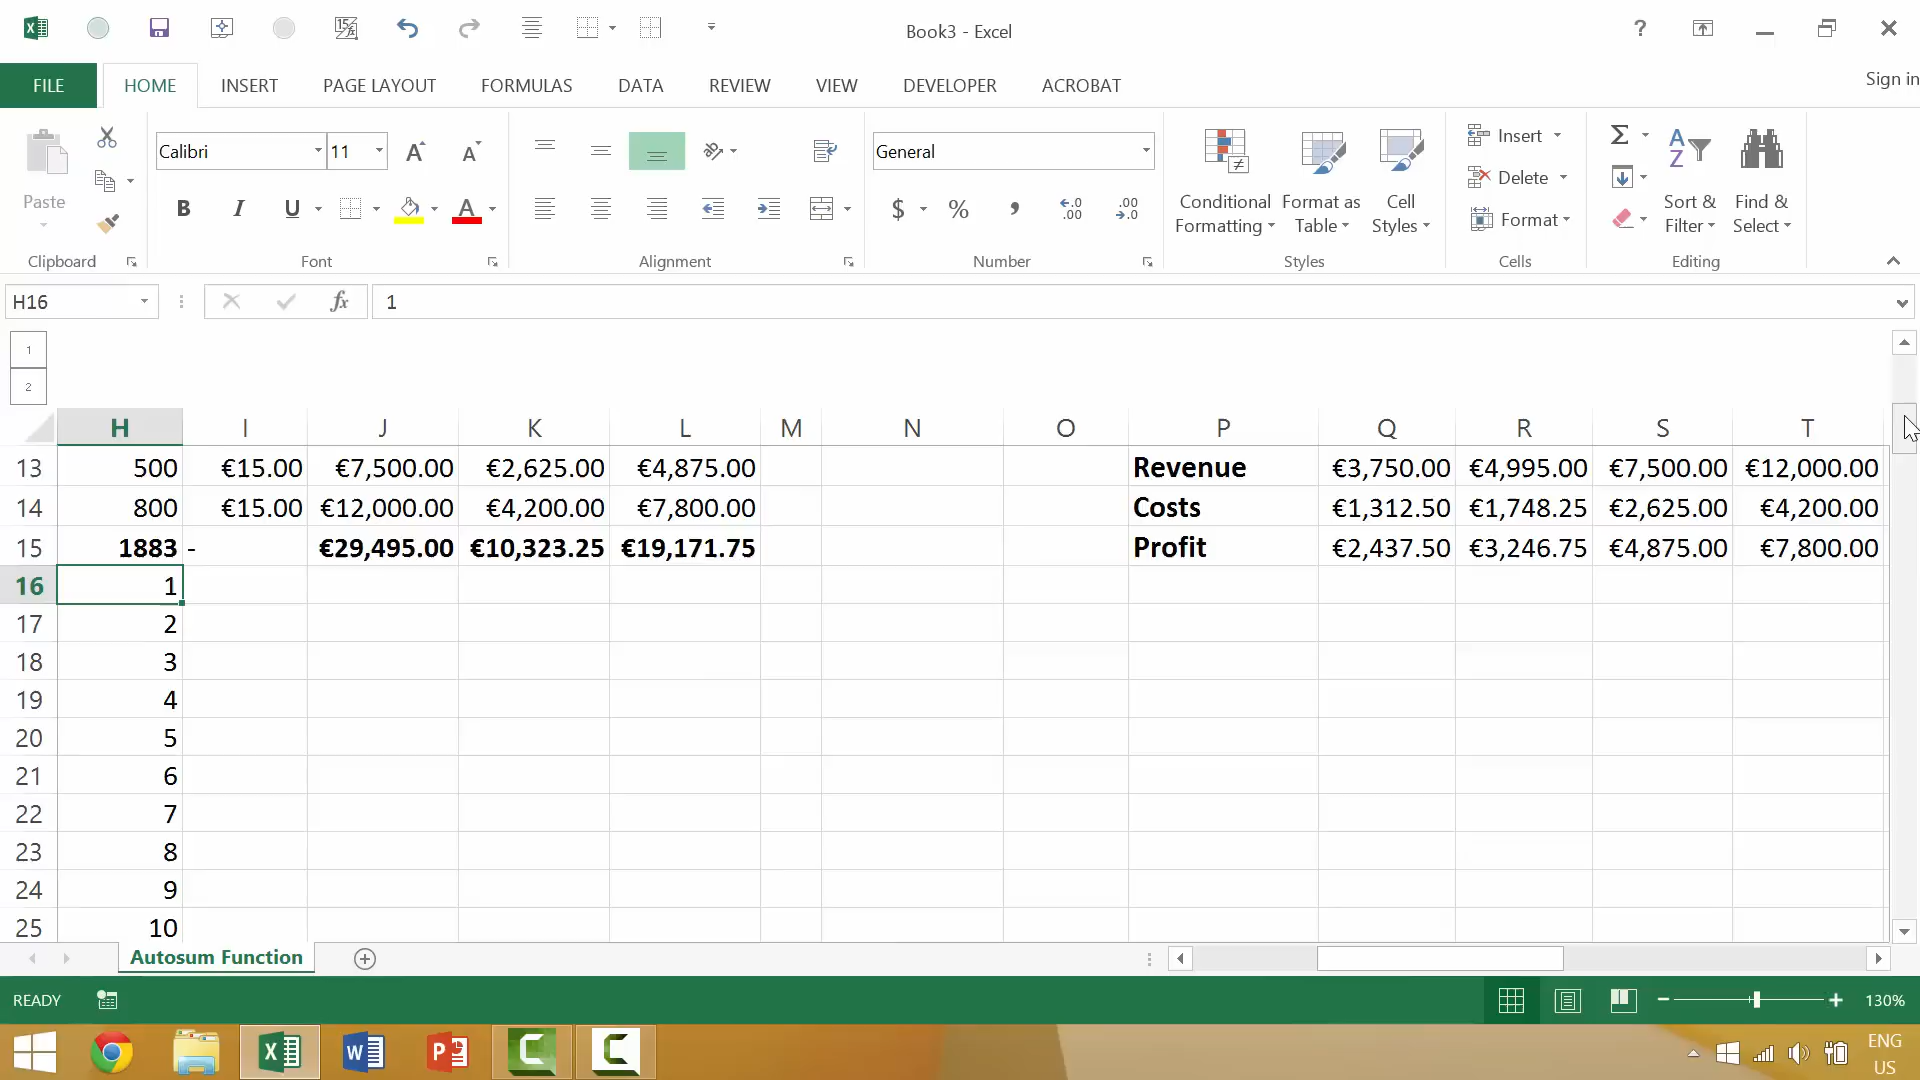 Book3 - Excel
?
FILE HOME INSERT PAGE LAYOUT FORMULAS DATA REVIEW VIEW DEVELOPER ACROBAT Sign in
Calibri 11 General
Insert
Paste
Delete
B I U A $ % Conditional Formatting
Format as Table
Cell Styles
Format
Sort & Filter
Find & Select
Clipboard Font Alignment Number Styles Cells Editing
H16 fx 1
1
2
H I J K L M N O P Q R S T
13 500 €15.00 €7,500.00 €2,625.00 €4,875.00 Revenue €3,750.00 €4,995.00 €7,500.00 €12,000.00
14 800 €15.00 €12,000.00 €4,200.00 €7,800.00 Costs €1,312.50 €1,748.25 €2,625.00 €4,200.00
15 1883 - €29,495.00 €10,323.25 €19,171.75 Profit €2,437.50 €3,246.75 €4,875.00 €7,800.00
16 1
17 2
18 3
19 4
20 5
21 6
22 7
23 8
24 9
25 10
Autosum Function
READY 130%
ENG
US